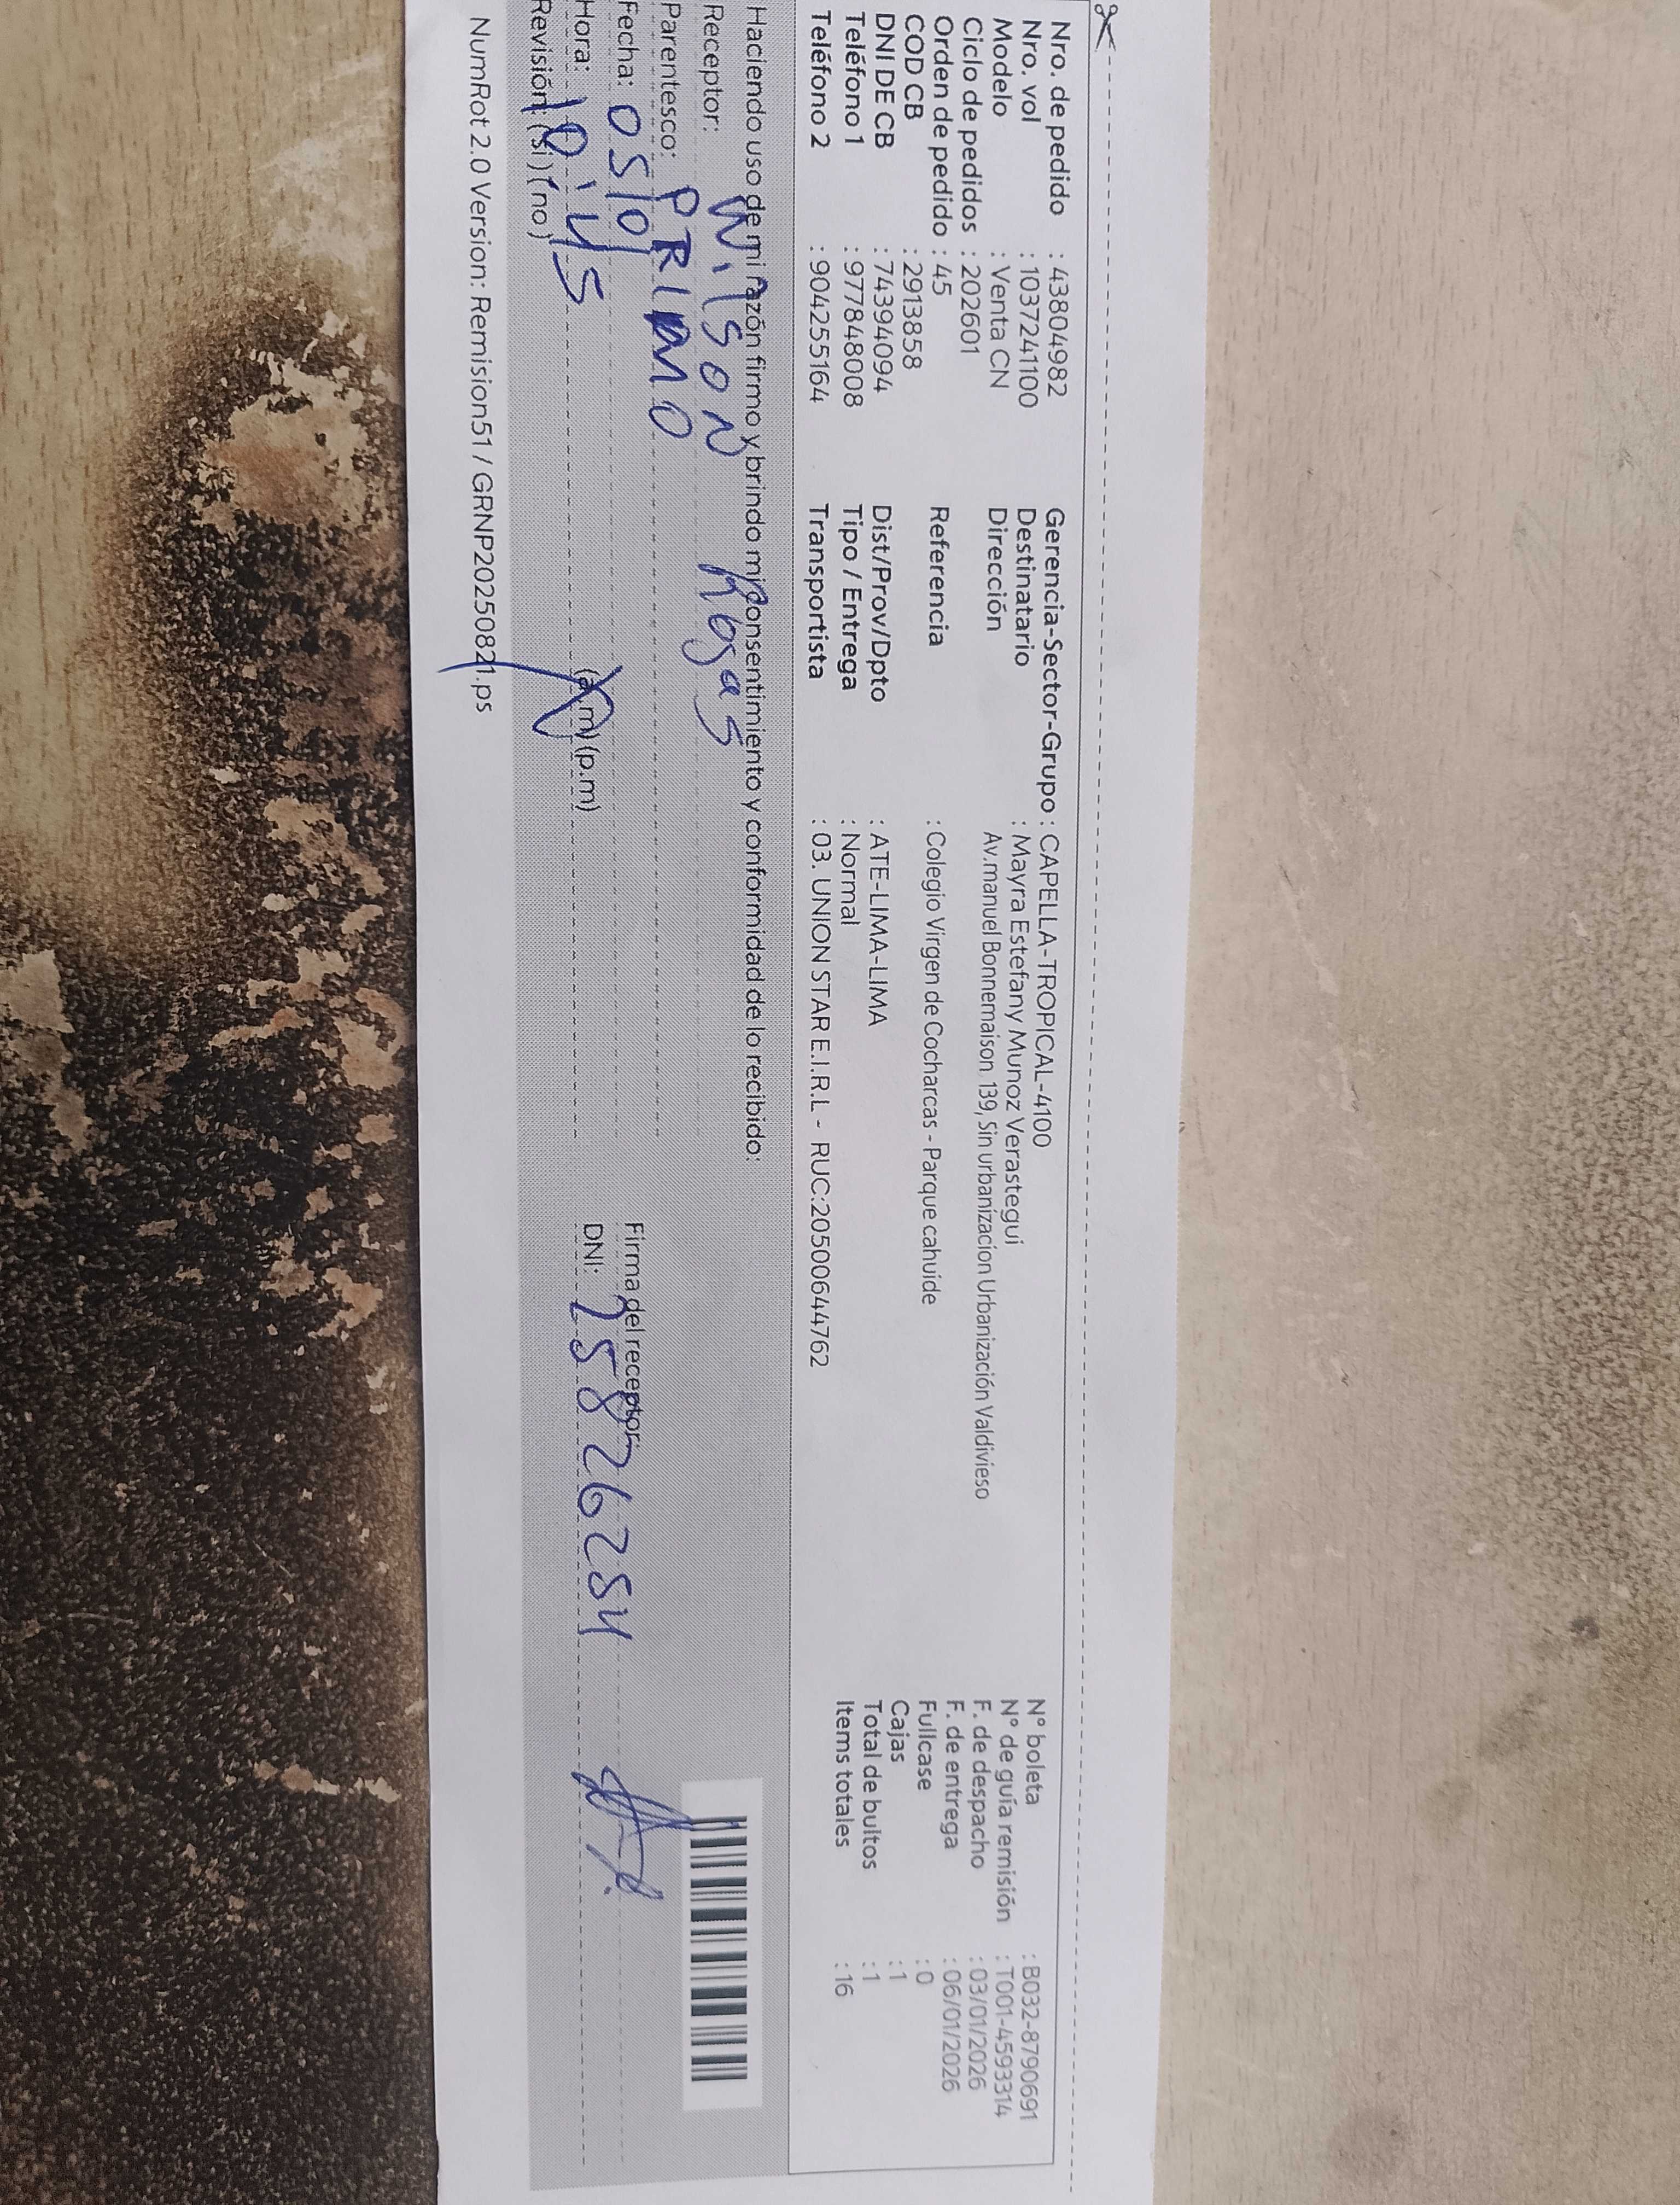 Nro. de pedido : 43804982
Nro. vol : 1037241100
Modelo : Venta CN
Ciclo de pedidos : 202601
Orden de pedido : 45
COD CB : 2913858
DNI DE CB : 74394094
Teléfono 1 : 977848008
Teléfono 2 : 904255164
Gerencia-Sector-Grupo : CAPELLA-TROPICAL-4100
Destinatario : Mayra Estefany Munoz Verastegui
Dirección Av.manuel Bonnemaison 139, Sin urbanizacion Urbanización Valdivieso
Referencia : Colegio Virgen de Cocharcas - Parque cahuide
Dist/Prov/Dpto : ATE-LIMA-LIMA
Tipo / Entrega : Normal
Transportista : 03. UNION STAR E.I.R.L - RUC:20500644762
N° boleta : B032-8790691
N° de guía remisión : T001-4593314
F. de despacho : 03/01/2026
F. de entrega : 06/01/2026
Fullcase : 0
Cajas : 1
Total de bultos : 1
Items totales : 16
Haciendo uso de mi razón firmo y brindo mi consentimiento y conformidad de lo recibido:
Receptor: Wilson Rojas
Parentesco: PRIMO
Fecha: 05/01
Hora: 10:45 (a.m) (p.m)
Revisión: (si) (no)
Firma del receptor:
DNI: 25826254
NumRot 2.0 Version: Remision51 / GRNP20250821.ps